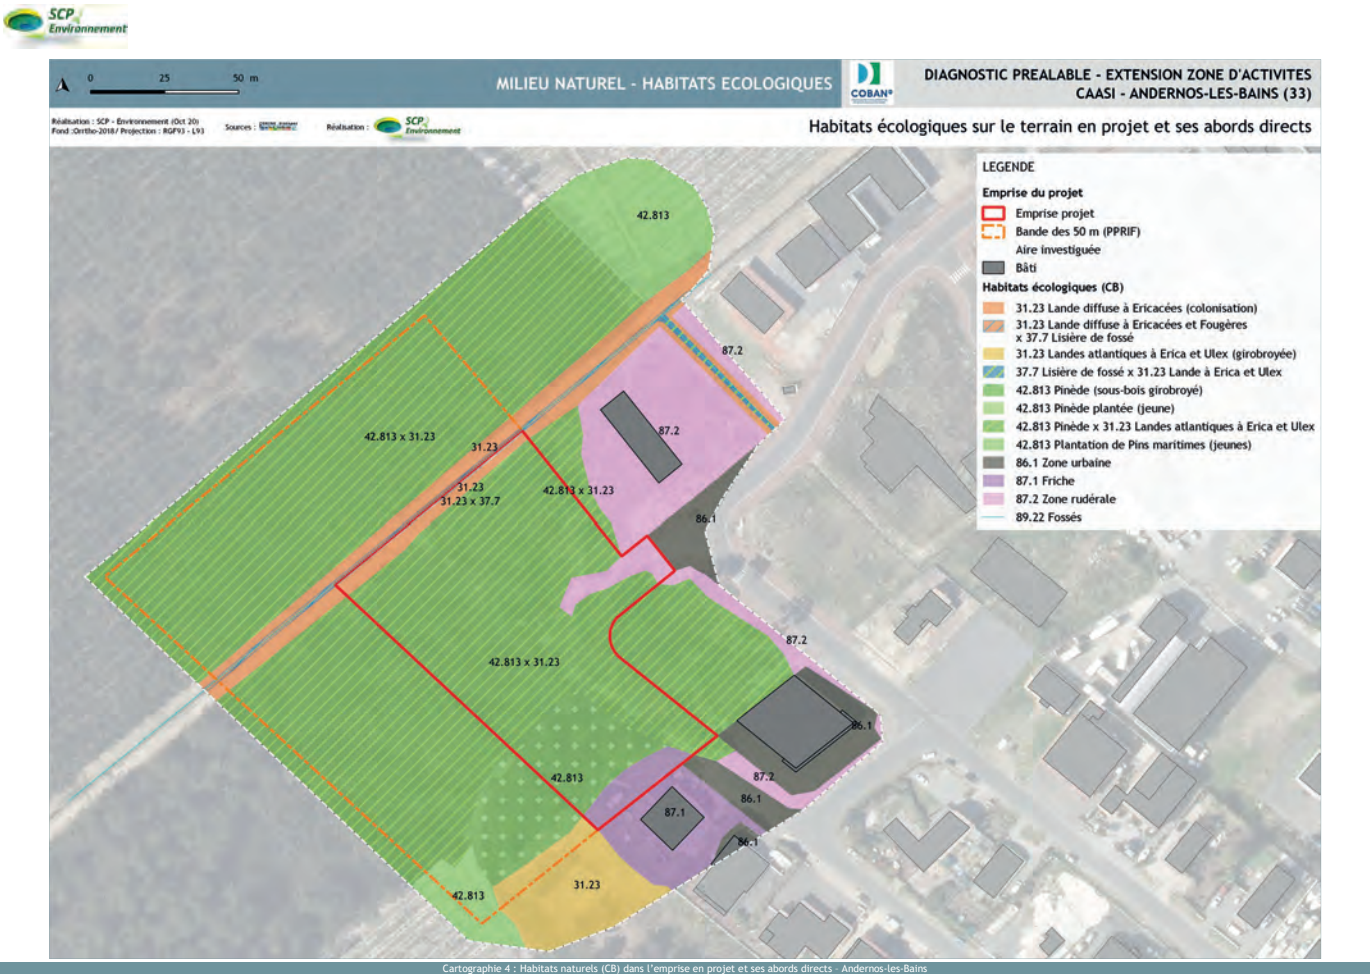 SCP
Environnement
0 25 50 m
MILIEU NATUREL - HABITATS ECOLOGIQUES
COBAN
DIAGNOSTIC PREALABLE - EXTENSION ZONE D'ACTIVITES
CAASI - ANDERNOS-LES-BAINS (33)
Réalisation : SCP - Environnement (Oct 20)
Fond :Orrtho-2018/ Projection : RGF93 - L93
Sources :
Réalisation :
SCP
Environnement
Habitats écologiques sur le terrain en projet et ses abords directs
LEGENDE
Emprise du projet
Emprise projet
Bande des 50 m (PPRIF)
Aire investiguée
Bâti
Habitats écologiques (CB)
31.23 Lande diffuse à Ericacées (colonisation)
31.23 Lande diffuse à Ericacées et Fougères
x 37.7 Lisière de fossé
31.23 Landes atlantiques à Erica et Ulex (girobroyée)
37.7 Lisière de fossé x 31.23 Lande à Erica et Ulex
42.813 Pinède (sous-bois girobroyé)
42.813 Pinède plantée (jeune)
42.813 Pinède x 31.23 Landes atlantiques à Erica et Ulex
42.813 Plantation de Pins maritimes (jeunes)
86.1 Zone urbaine
87.1 Friche
87.2 Zone rudérale
89.22 Fossés
42.813
87.2
87.2
42.813 x 31.23
31.23
31.23
31.23 x 37.7
42.813 x 31.23
86.1
87.2
42.813 x 31.23
86.1
42.813
87.2
86.1
87.1
86.1
31.23
42.813
Cartographie 4 : Habitats naturels (CB) dans l'emprise en projet et ses abords directs - Andernos-les-Bains